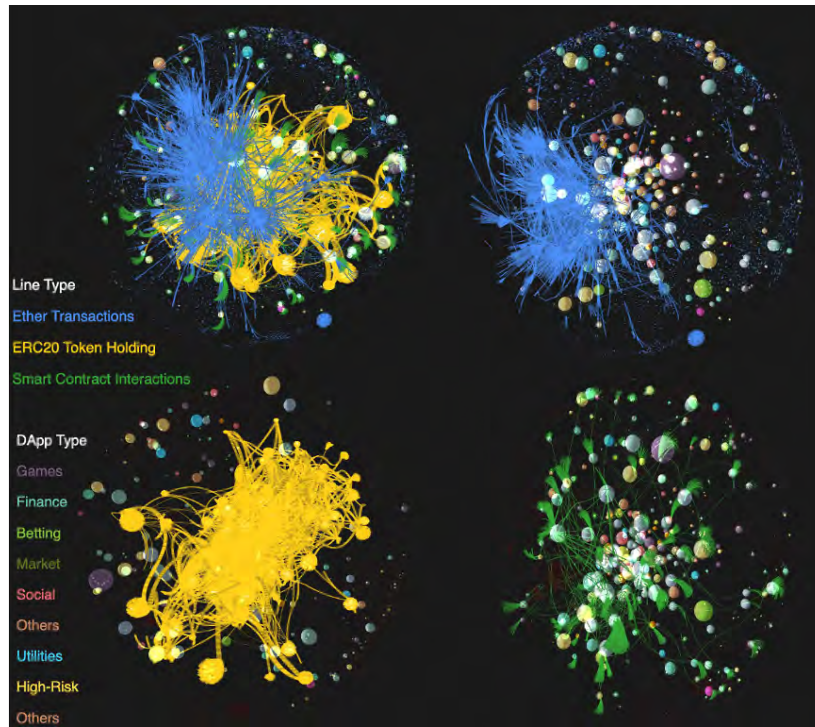 Line Type
Ether Transactions
ERC20 Token Holding
Smart Contract Interactions
DApp Type
Games
Finance
Betting
Market
Social
Others
Utilities
High-Risk
Others